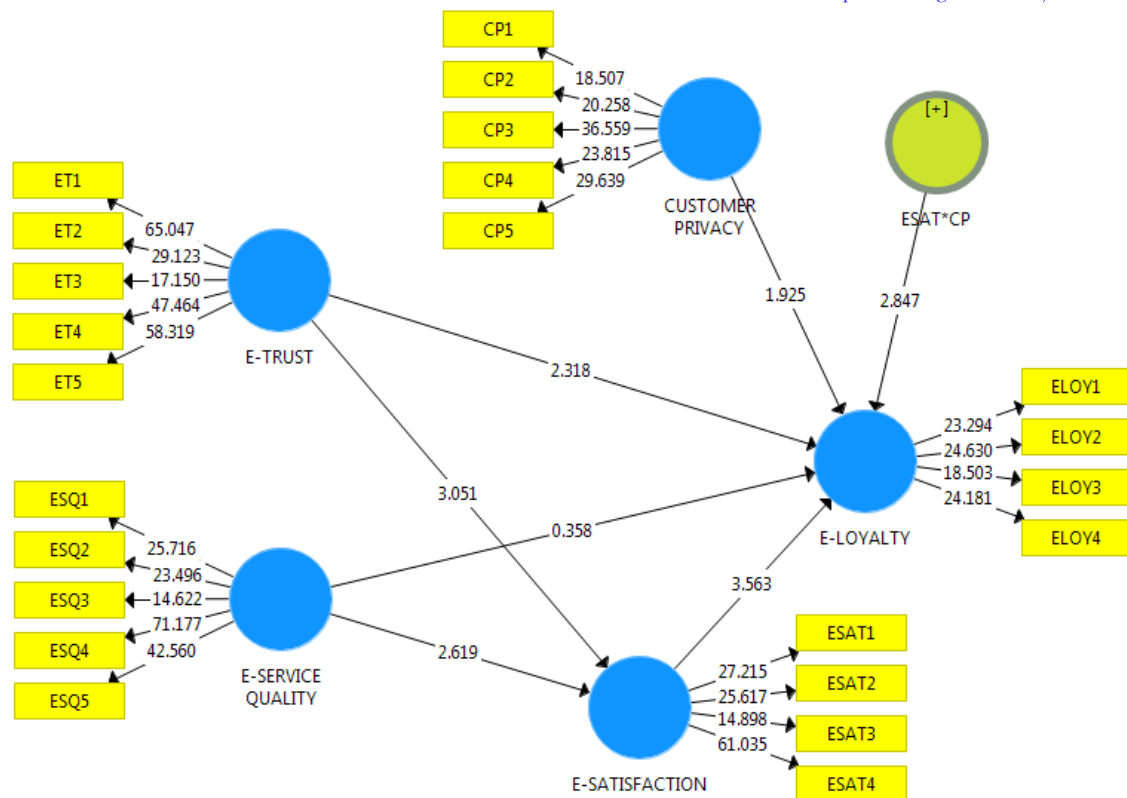 CP1
CP2
CP3
CP4
CP5
18.507
20.258
36.559
23.815
29.639
CUSTOMER
PRIVACY
[+]
ESAT*CP
ET1
ET2
ET3
ET4
ET5
65.047
29.123
17.150
47.464
58.319
E-TRUST
1.925
2.847
2.318
3.051
0.358
3.563
2.619
ELOY1
ELOY2
ELOY3
ELOY4
23.294
24.630
18.503
24.181
E-LOYALTY
ESQ1
ESQ2
ESQ3
ESQ4
ESQ5
25.716
23.496
14.622
71.177
42.560
E-SERVICE
QUALITY
ESAT1
ESAT2
ESAT3
ESAT4
27.215
25.617
14.898
61.035
E-SATISFACTION